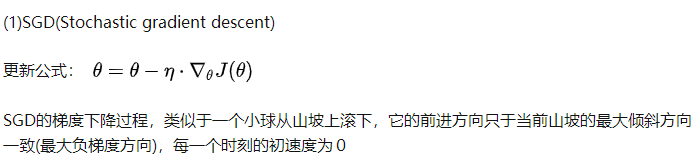 (1)SGD(Stochastic gradient descent)
更新公式： θ = θ − η · ∇θJ(θ)
SGD的梯度下降过程，类似于一个小球从山坡上滚下，它的前进方向只于当前山坡的最大倾斜方向
一致(最大负梯度方向)，每一个时刻的初速度为０